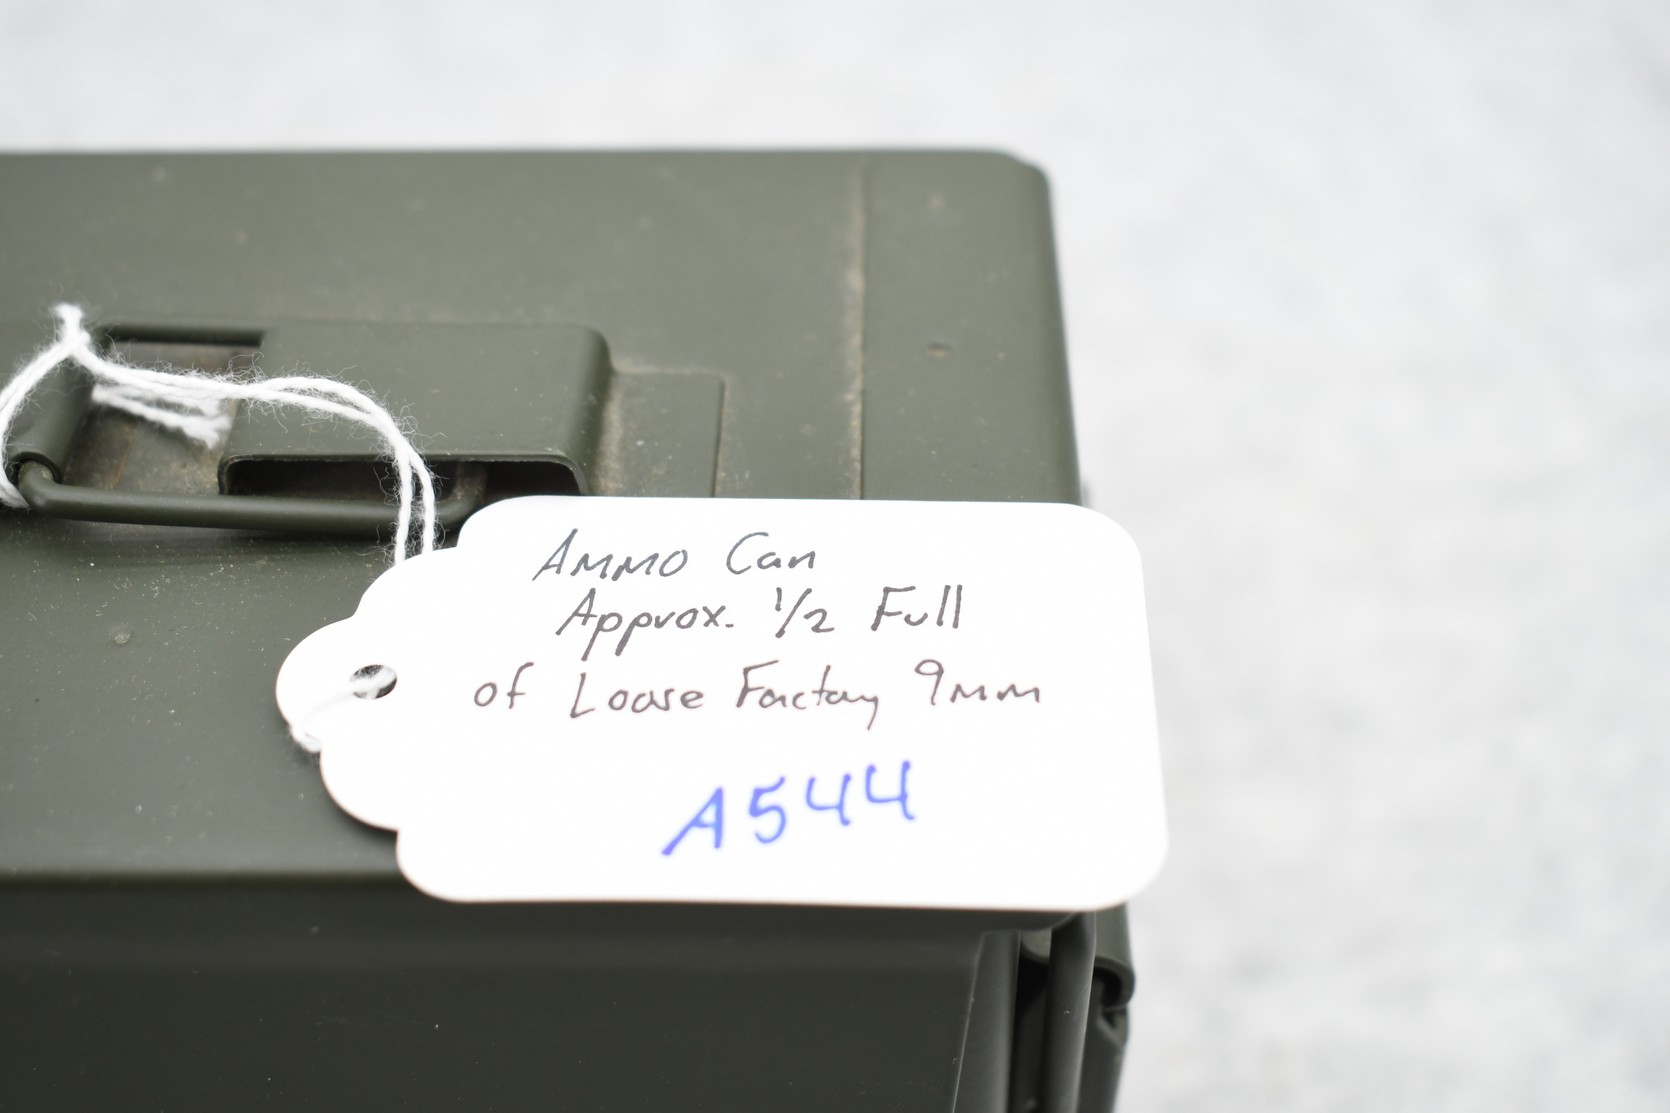 Ammo Can
Approx. 1/2 Full
of Loose Factory 9mm
A544